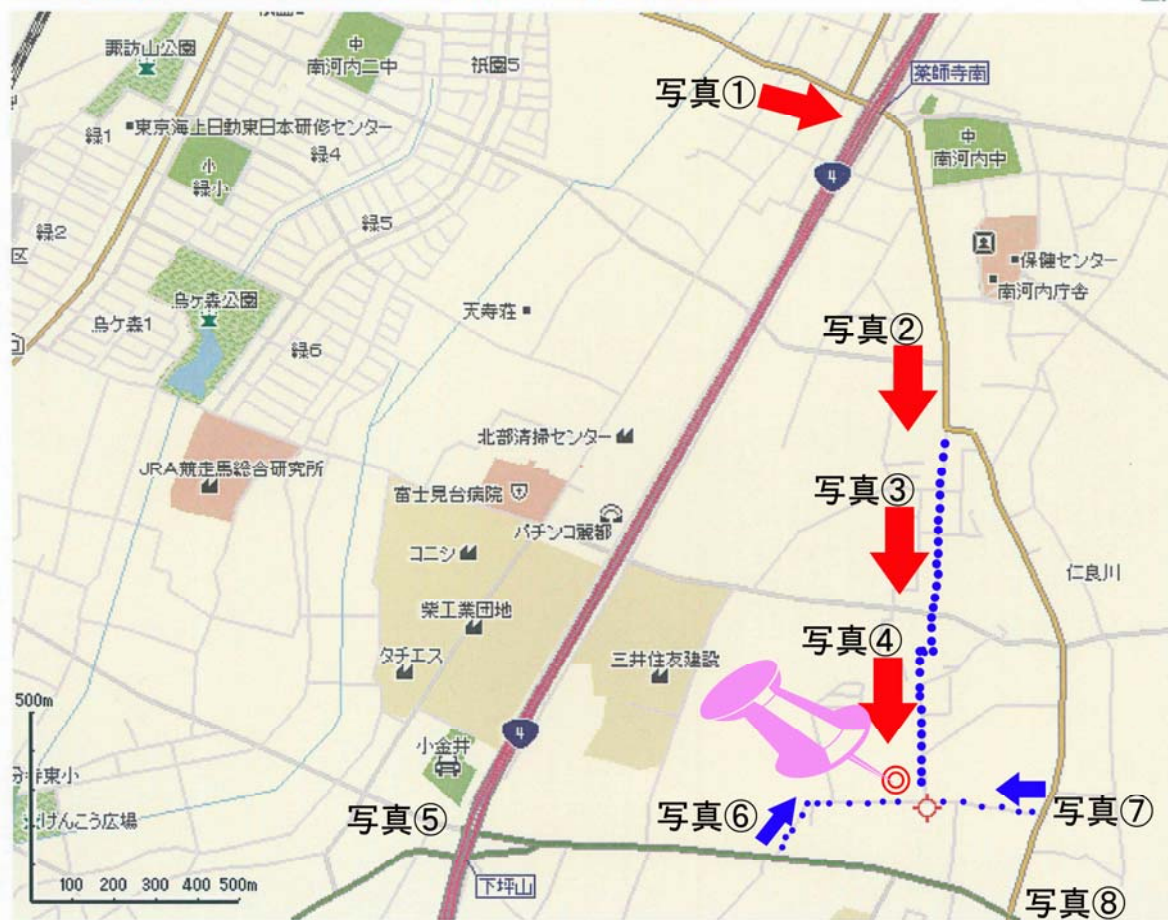 諏訪山公園
中
南河内二中
祇園5
薬師寺南
写真①
東京海上日動東日本研修センター
緑1
小
緑小
緑4
中
南河内中
4
緑2
緑5
保健センター
南河内庁舎
烏ケ森公園
烏ケ森1
天寿荘
緑6
写真②
北部清掃センター
JRA競走馬総合研究所
富士見台病院
写真③
パチンコ麗都
コニシ
仁良川
柴工業団地
写真④
タチエス
三井住友建設
500m
4
小金井
寺東小
けんこう広場
写真⑤
写真⑥
写真⑦
下坪山
100 200 300 400 500m
写真⑧